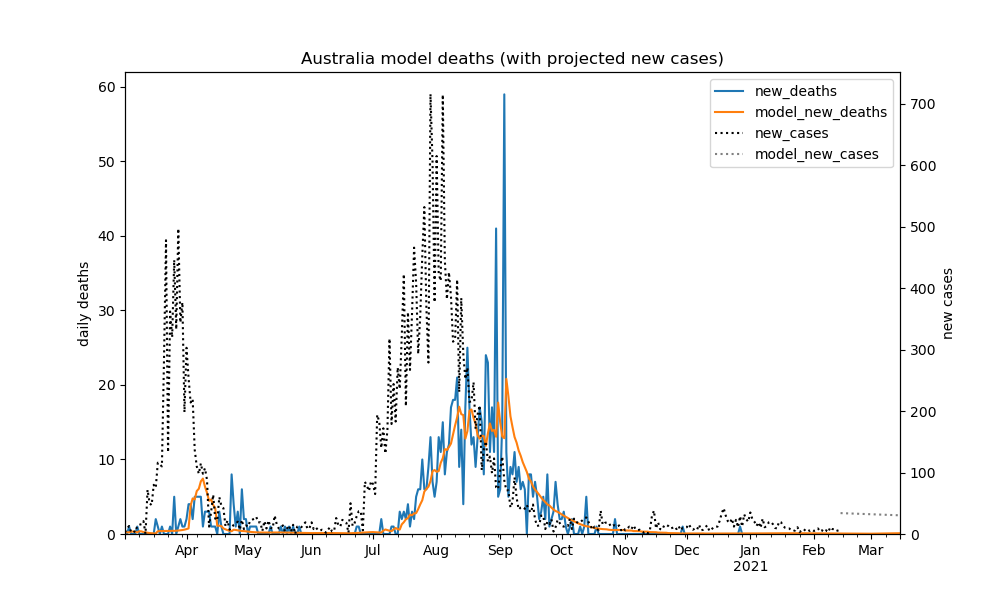 Australia model deaths (with projected new cases)
daily deaths
60
50
40
30
20
10
0
new_deaths
model_new_deaths
new_cases
model_new_cases
700
600
500
400
300
200
100
0
new cases
Apr May Jun Jul Aug Sep Oct Nov Dec Jan Feb Mar
2021